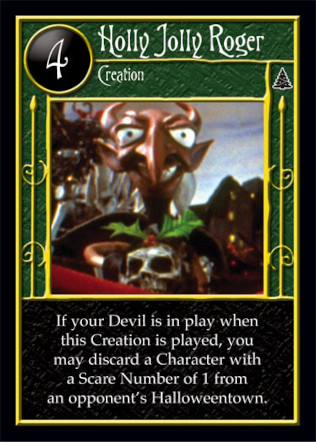 4
Holly Jolly Roger
Creation
If your Devil is in play when
this Creation is played, you
may discard a Character with
a Scare Number of 1 from
an opponent's Halloweentown.